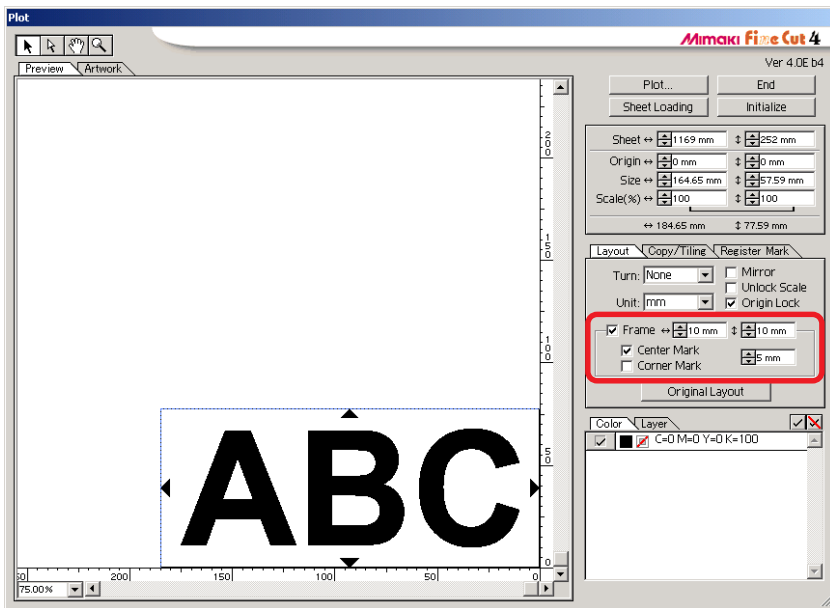 Plot
Mimaki Fine Cut 4
Ver 4.0E b4
Preview Artwork
Plot... End
Sheet Loading Initialize
Sheet ↔ 1169 mm ↕ 252 mm
Origin ↔ 0 mm ↕ 0 mm
Size ↔ 164.65 mm ↕ 57.59 mm
Scale(%) ↔ 100 ↕ 100
↔ 184.65 mm ↕ 77.59 mm
Layout Copy/Tiling Register Mark
Turn: None Mirror
Unlock Scale
Unit: mm Origin Lock
Frame ↔ 10 mm ↕ 10 mm
Center Mark 5 mm
Corner Mark
Original Layout
Color Layer
C=0 M=0 Y=0 K=100
200
150
100
50
0
ABC
50 200 150 100 50 0
75.00%